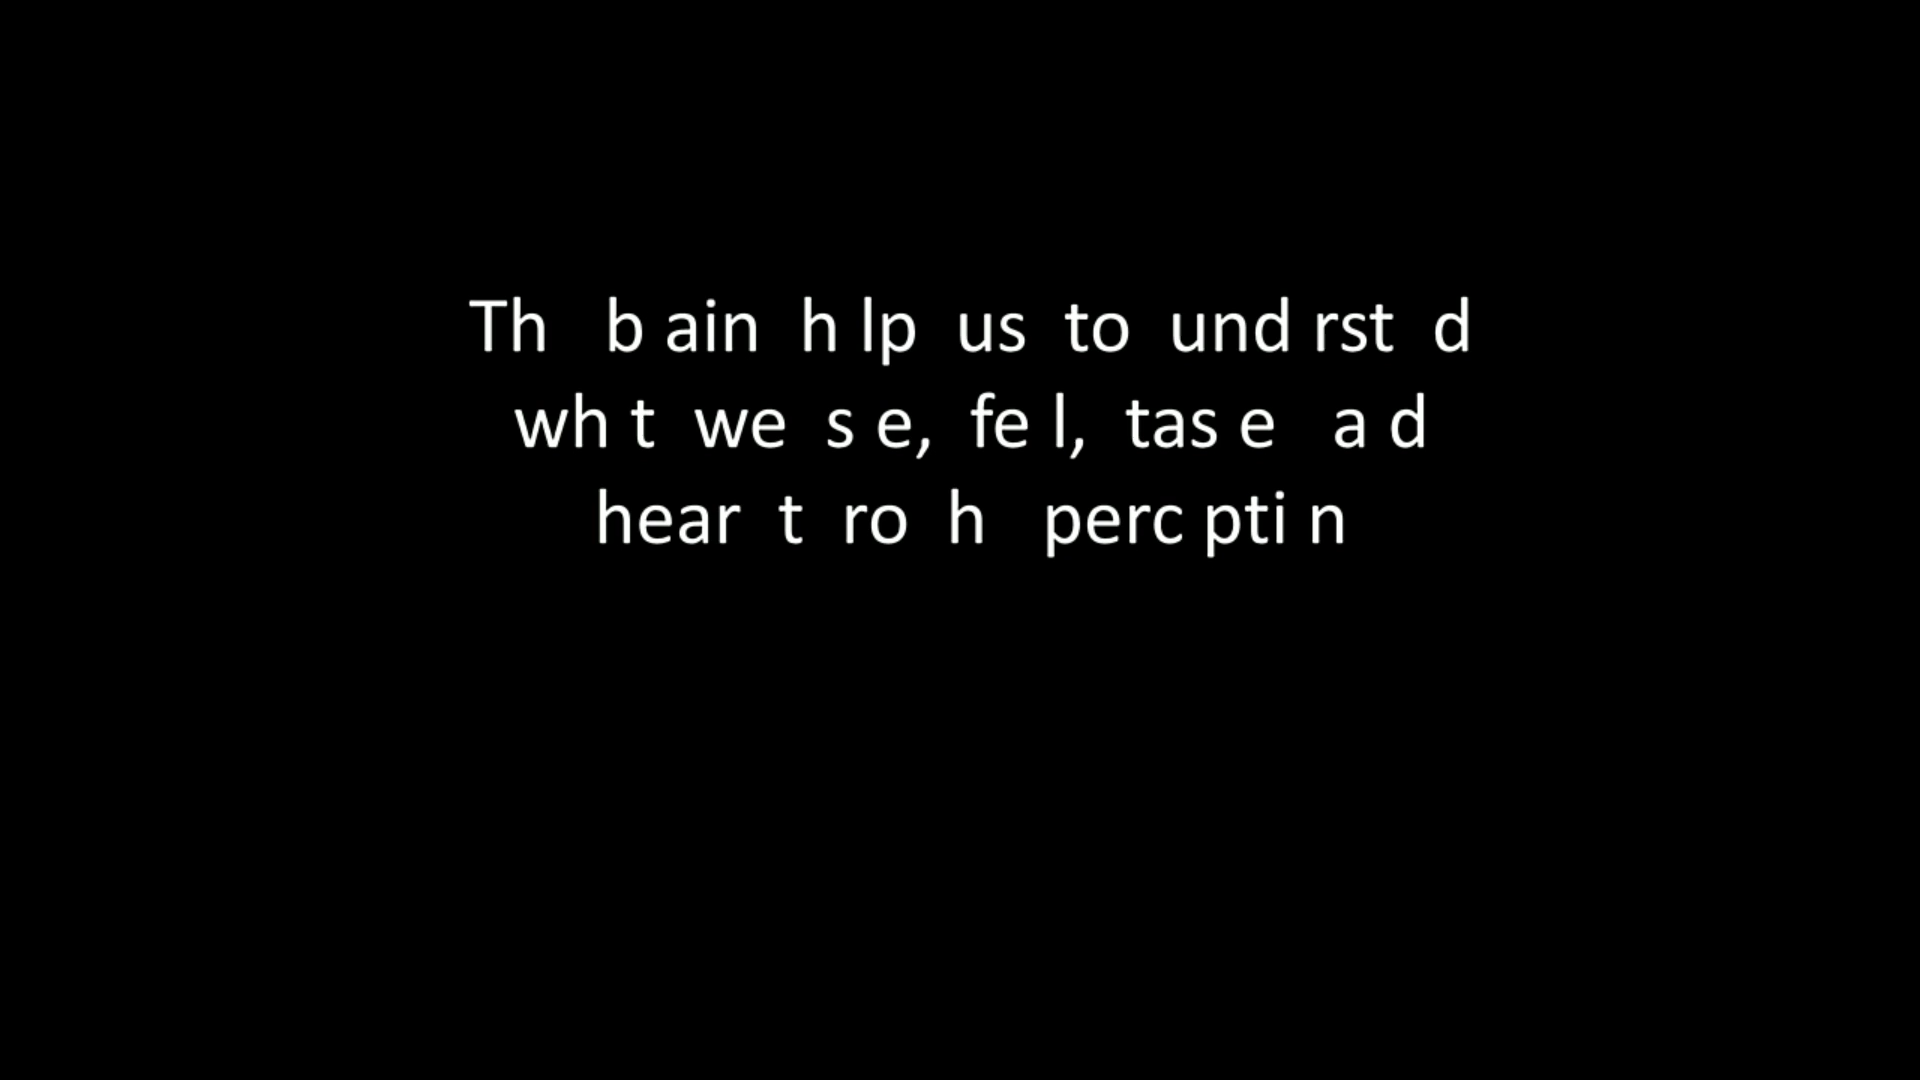 Th b ain h lp us to und rst d
wh t we s e, fe l, tas e a d
hear t ro h perc pti n